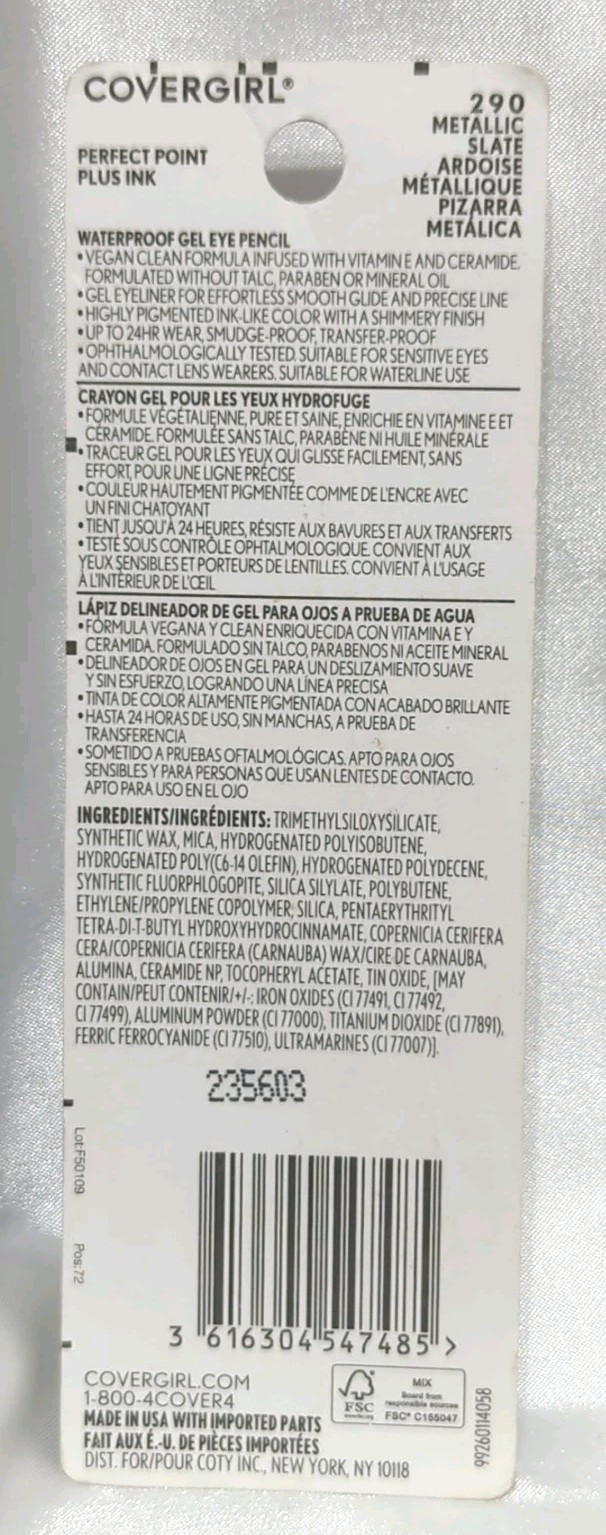 COVERGIRL®
290
METALLIC
SLATE
ARDOISE
MÉTALLIQUE
PIZARRA
METÁLICA
PERFECT POINT
PLUS INK
WATERPROOF GEL EYE PENCIL
• VEGAN CLEAN FORMULA INFUSED WITH VITAMIN E AND CERAMIDE.
FORMULATED WITHOUT TALC, PARABEN OR MINERAL OIL
• GEL EYELINER FOR EFFORTLESS SMOOTH GLIDE AND PRECISE LINE
• HIGHLY PIGMENTED INK-LIKE COLOR WITH A SHIMMERY FINISH
• UP TO 24HR WEAR, SMUDGE-PROOF, TRANSFER-PROOF
• OPHTHALMOLOGICALLY TESTED. SUITABLE FOR SENSITIVE EYES
AND CONTACT LENS WEARERS. SUITABLE FOR WATERLINE USE
CRAYON GEL POUR LES YEUX HYDROFUGE
• FORMULE VÉGÉTALIENNE, PURE ET SAINE, ENRICHIE EN VITAMINE E ET
CÉRAMIDE. FORMULÉE SANS TALC, PARABÈNE NI HUILE MINÉRALE
• TRACEUR GEL POUR LES YEUX QUI GLISSE FACILEMENT, SANS
EFFORT, POUR UNE LIGNE PRÉCISE
• COULEUR HAUTEMENT PIGMENTÉE COMME DE L'ENCRE AVEC
UN FINI CHATOYANT
• TIENT JUSQU'À 24 HEURES, RÉSISTE AUX BAVURES ET AUX TRANSFERTS
• TESTÉ SOUS CONTRÔLE OPHTALMOLOGIQUE. CONVIENT AUX
YEUX SENSIBLES ET PORTEURS DE LENTILLES. CONVIENT À L'USAGE
À L'INTÉRIEUR DE L'ŒIL
LÁPIZ DELINEADOR DE GEL PARA OJOS A PRUEBA DE AGUA
• FÓRMULA VEGANA Y CLEAN ENRIQUECIDA CON VITAMINA E Y
CERAMIDA. FORMULADO SIN TALCO, PARABENOS NI ACEITE MINERAL
• DELINEADOR DE OJOS EN GEL PARA UN DESLIZAMIENTO SUAVE
Y SIN ESFUERZO, LOGRANDO UNA LÍNEA PRECISA
• TINTA DE COLOR ALTAMENTE PIGMENTADA CON ACABADO BRILLANTE
• HASTA 24 HORAS DE USO, SIN MANCHAS, A PRUEBA DE
TRANSFERENCIA
• SOMETIDO A PRUEBAS OFTALMOLÓGICAS. APTO PARA OJOS
SENSIBLES Y PARA PERSONAS QUE USAN LENTES DE CONTACTO.
APTO PARA USO EN EL OJO
INGREDIENTS/INGRÉDIENTS: TRIMETHYLSILOXYSILICATE,
SYNTHETIC WAX, MICA, HYDROGENATED POLYISOBUTENE,
HYDROGENATED POLY(C6-14 OLEFIN), HYDROGENATED POLYDECENE,
SYNTHETIC FLUORPHLOGOPITE, SILICA SILYLATE, POLYBUTENE,
ETHYLENE/PROPYLENE COPOLYMER, SILICA, PENTAERYTHRITYL
TETRA-DI-T-BUTYL HYDROXYHYDROCINNAMATE, COPERNICIA CERIFERA
CERA/COPERNICIA CERIFERA (CARNAUBA) WAX/CIRE DE CARNAUBA,
ALUMINA, CERAMIDE NP, TOCOPHERYL ACETATE, TIN OXIDE, [MAY
CONTAIN/PEUT CONTENIR/+/-: IRON OXIDES (CI 77491, CI 77492,
CI 77499), ALUMINUM POWDER (CI 77000), TITANIUM DIOXIDE (CI 77891),
FERRIC FERROCYANIDE (CI 77510), ULTRAMARINES (CI 77007)].
235603
Lot:F50109 Pos:72
3 616304 547485 >
COVERGIRL.COM
1-800-4COVER4
MADE IN USA WITH IMPORTED PARTS
FAIT AUX É.-U. DE PIÈCES IMPORTÉES
DIST. FOR/POUR COTY INC., NEW YORK, NY 10118
FSC
MIX
Board from
responsible sources
FSC® C155047
99260114058